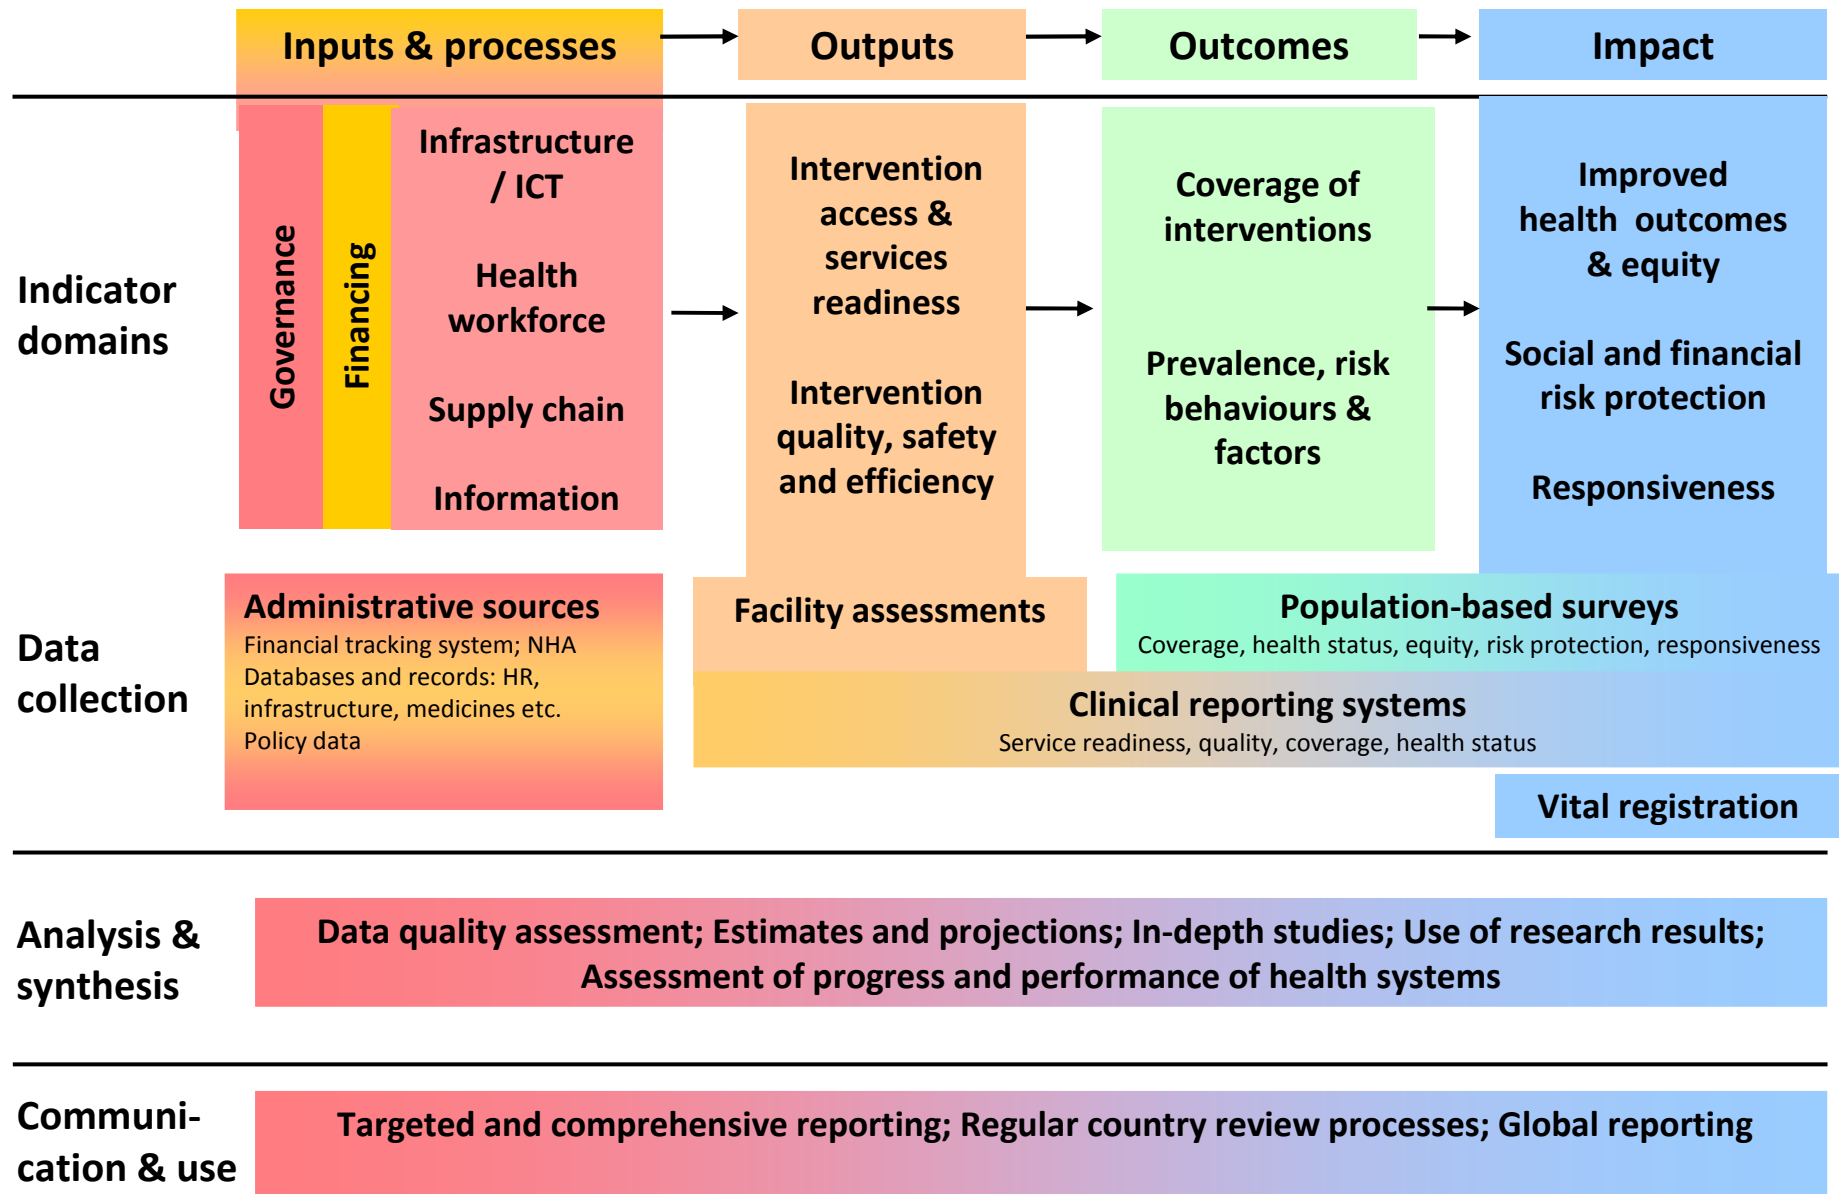 Inputs & processes
Outputs
Outcomes
Impact
Indicator
domains
Governance
Financing
Infrastructure
/ ICT
Health
workforce
Supply chain
Information
Intervention
access &
services
readiness
Intervention
quality, safety
and efficiency
Coverage of
interventions
Prevalence, risk
behaviours &
factors
Improved
health outcomes
& equity
Social and financial
risk protection
Responsiveness
Data
collection
Administrative sources
Financial tracking system; NHA
Databases and records: HR,
infrastructure, medicines etc.
Policy data
Facility assessments
Population-based surveys
Coverage, health status, equity, risk protection, responsiveness
Clinical reporting systems
Service readiness, quality, coverage, health status
Vital registration
Analysis &
synthesis
Data quality assessment; Estimates and projections; In-depth studies; Use of research results;
Assessment of progress and performance of health systems
Communi-
cation & use
Targeted and comprehensive reporting; Regular country review processes; Global reporting